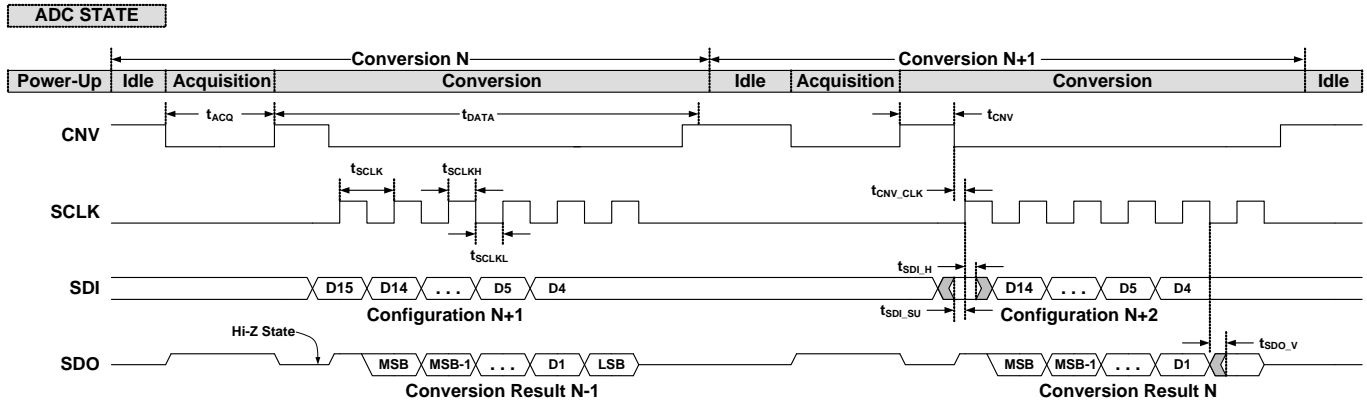 ADC STATE
Conversion N Conversion N+1
Power-Up Idle Acquisition Conversion Idle Acquisition Conversion Idle
CNV tACQ tDATA tCNV
SCLK tSCLK tSCLKH tCNV_CLK
tSCLKL
tSDI_H
SDI D15 D14 . . . D5 D4 D14 . . . D5 D4
Configuration N+1 tSDI_SU Configuration N+2
Hi-Z State
tSDO_V
SDO MSB MSB-1 . . . D1 LSB MSB MSB-1 . . . D1
Conversion Result N-1 Conversion Result N